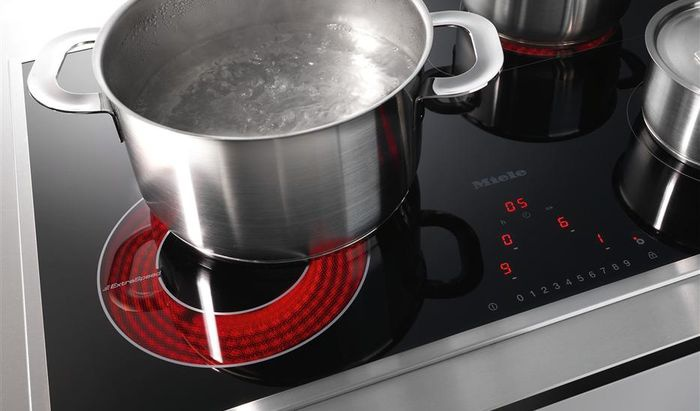 Miele
05
h
0 6
9 1
0 1 2 3 4 5 6 7 8 9
ExtraSpeed